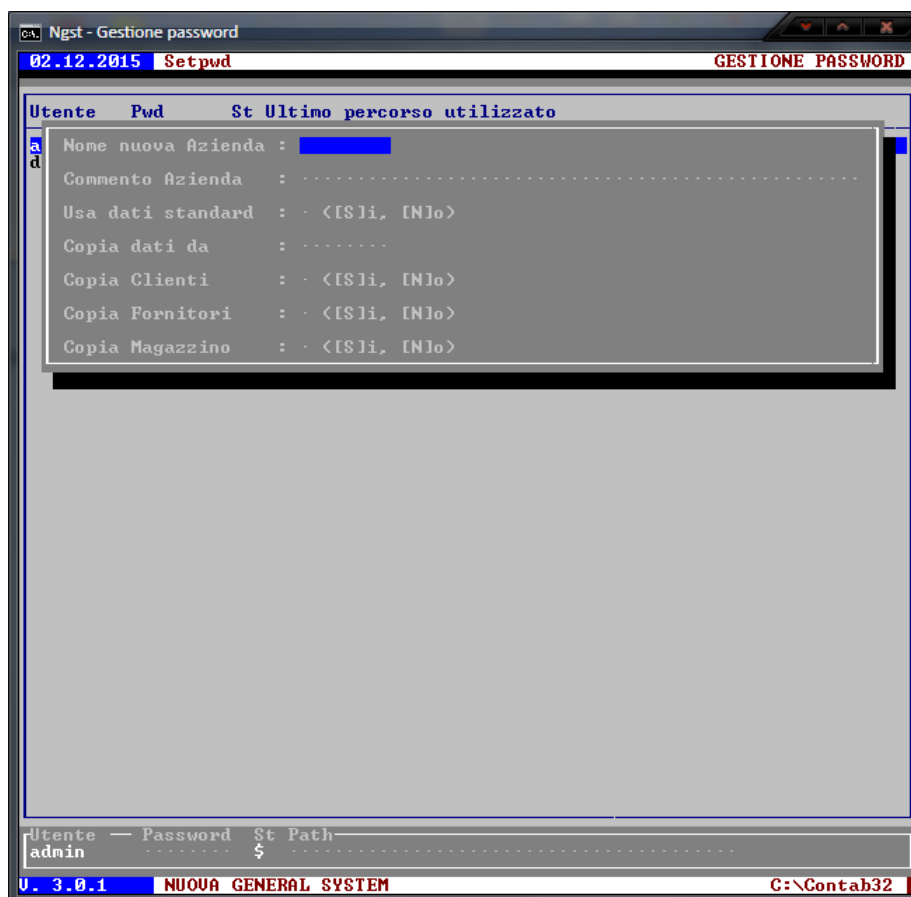 Ngst - Gestione password
02.12.2015 Setpwd GESTIONE PASSWORD
Utente Pwd St Ultimo percorso utilizzato
a
d
Nome nuova Azienda :
Commento Azienda :
Usa dati standard : ([S]i, [N]o)
Copia dati da :
Copia Clienti : ([S]i, [N]o)
Copia Fornitori : ([S]i, [N]o)
Copia Magazzino : ([S]i, [N]o)
Utente Password St Path
admin $
V. 3.0.1 NUOVA GENERAL SYSTEM C:\Contab32